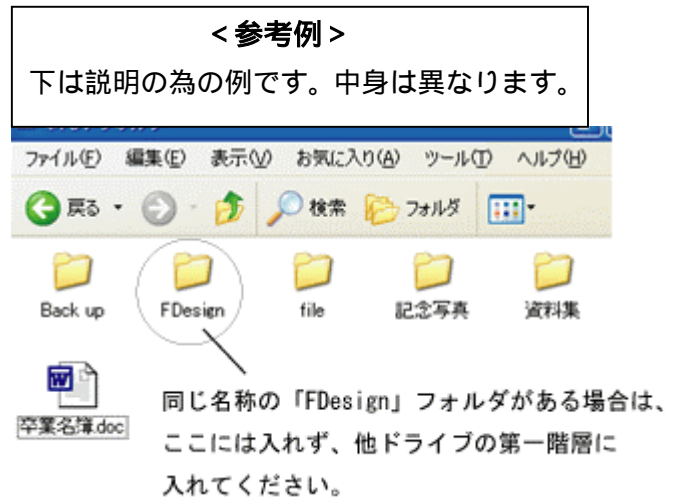 ＜参考例＞
下は説明の為の例です。中身は異なります。
ファイル(F) 編集(E) 表示(V) お気に入り(A) ツール(T) ヘルプ(H)
戻る 検索 フォルダ
Back up FDesign file 記念写真 資料集
卒業名簿.doc
同じ名称の「FDesign」フォルダがある場合は、
ここには入れず、他ドライブの第一階層に
入れてください。